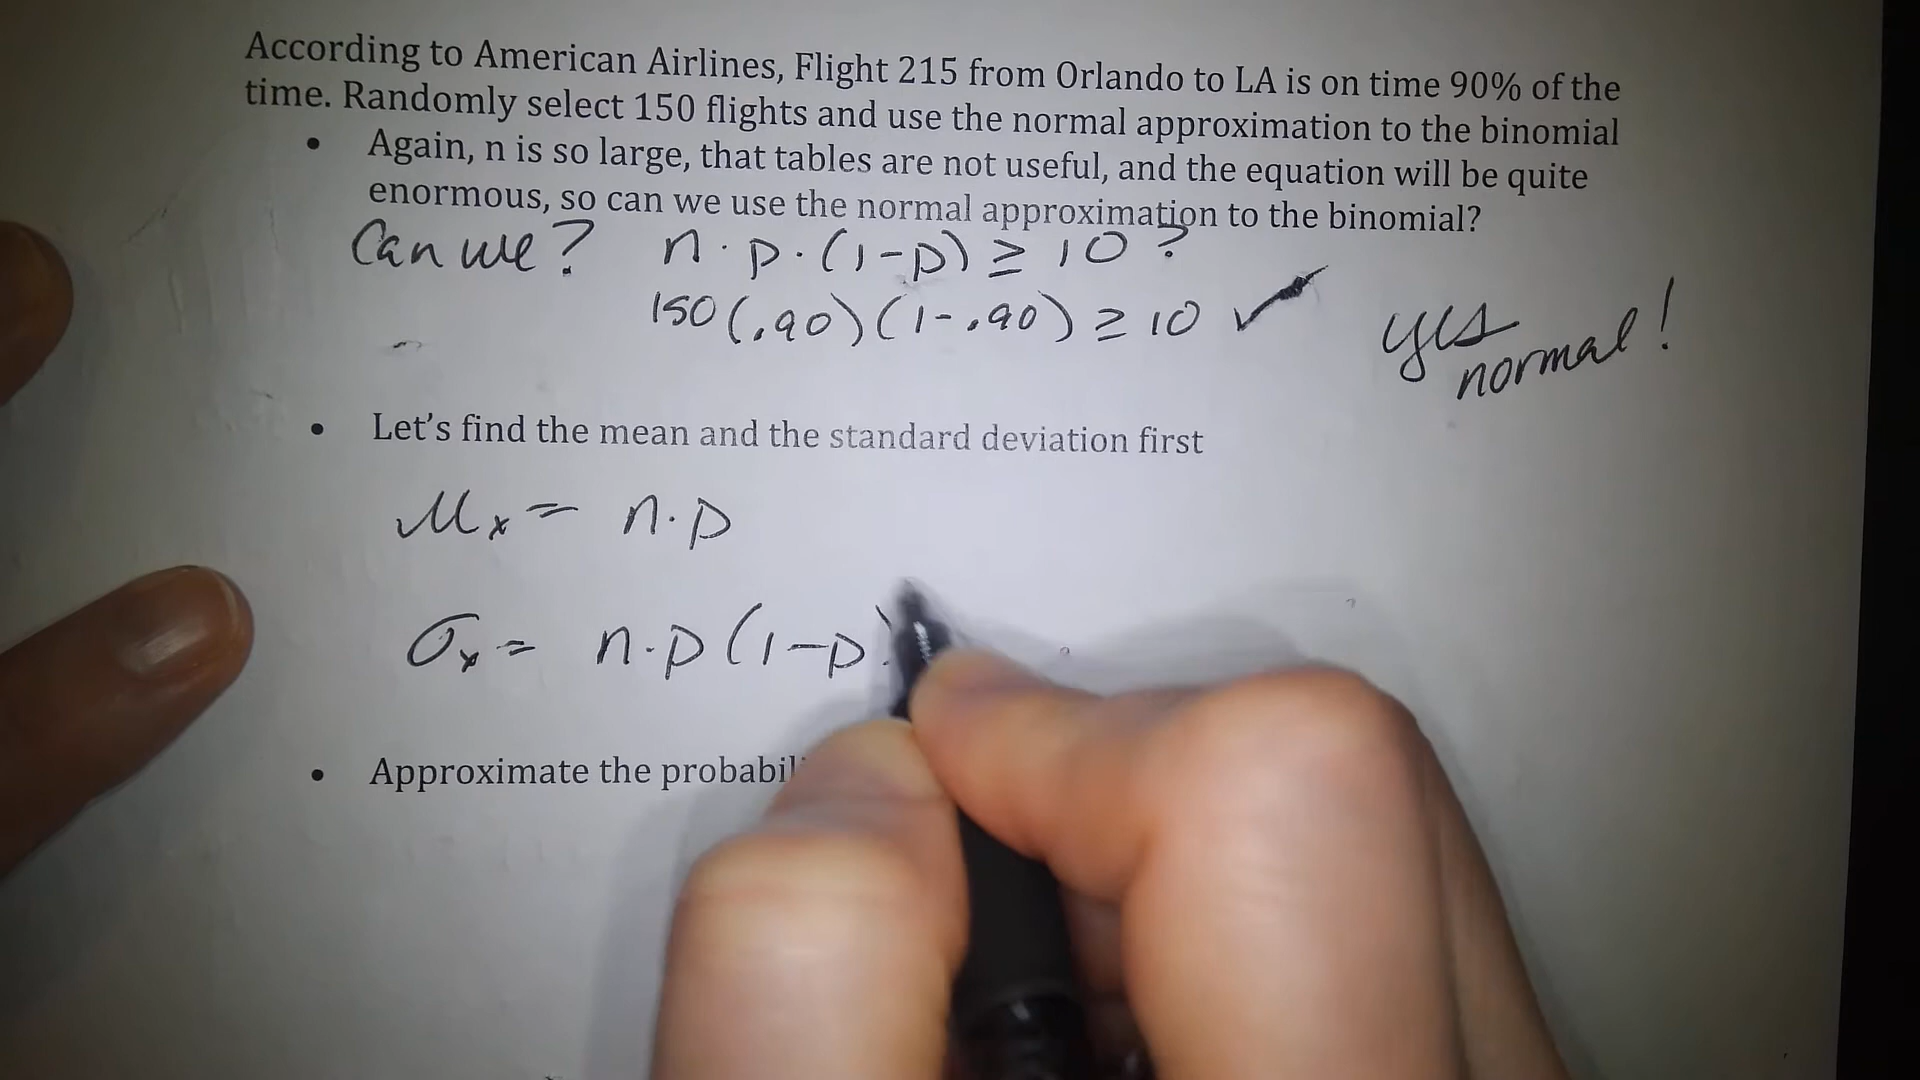 According to American Airlines, Flight 215 from Orlando to LA is on time 90% of the
time. Randomly select 150 flights and use the normal approximation to the binomial
• Again, n is so large, that tables are not useful, and the equation will be quite
enormous, so can we use the normal approximation to the binomial?
Can we? n·p·(1-p) ≥ 10?
150(.90)(1-.90) ≥ 10 ✓
yes
normal!
• Let's find the mean and the standard deviation first
μx = n·p
σx = n·p(1-p)
• Approximate the